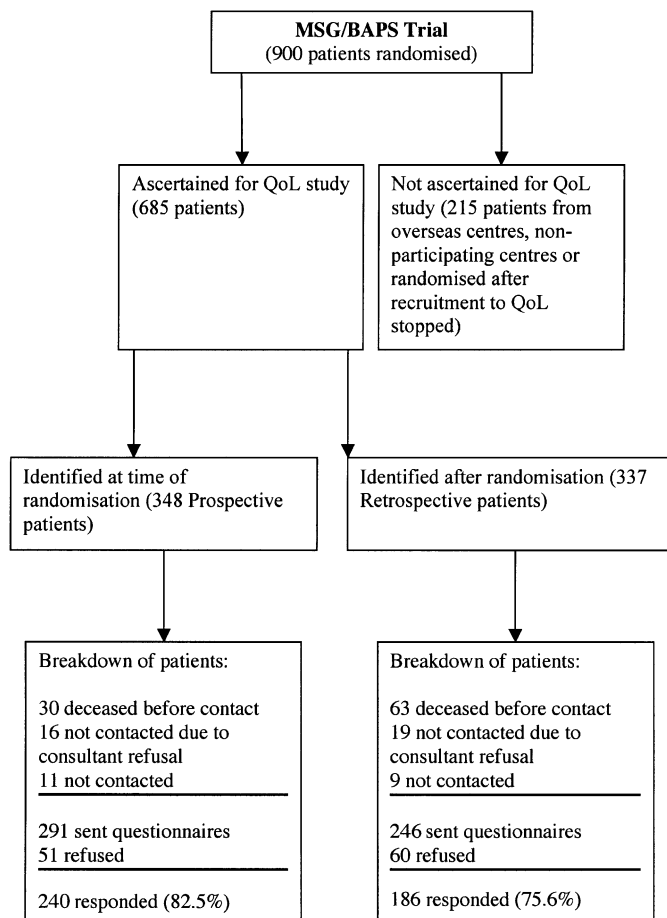 MSG/BAPS Trial
(900 patients randomised)
Ascertained for QoL study
(685 patients)
Not ascertained for QoL
study (215 patients from
overseas centres, non-
participating centres or
randomised after
recruitment to QoL
stopped)
Identified at time of
randomisation (348 Prospective
patients)
Identified after randomisation (337
Retrospective patients)
Breakdown of patients:
30 deceased before contact
16 not contacted due to
consultant refusal
11 not contacted
291 sent questionnaires
51 refused
240 responded (82.5%)
Breakdown of patients:
63 deceased before contact
19 not contacted due to
consultant refusal
9 not contacted
246 sent questionnaires
60 refused
186 responded (75.6%)